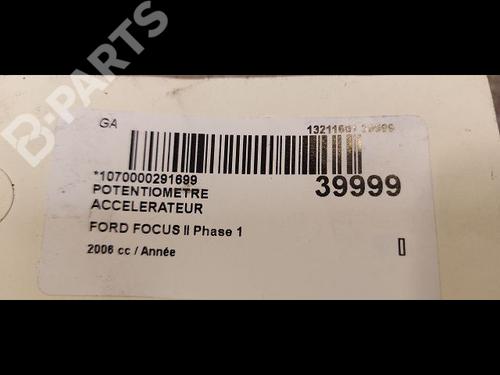 B-PARTS
GA
*1070000291699
39999
POTENTIOMETRE
ACCELERATEUR
FORD FOCUS II Phase 1
2006 cc / Année